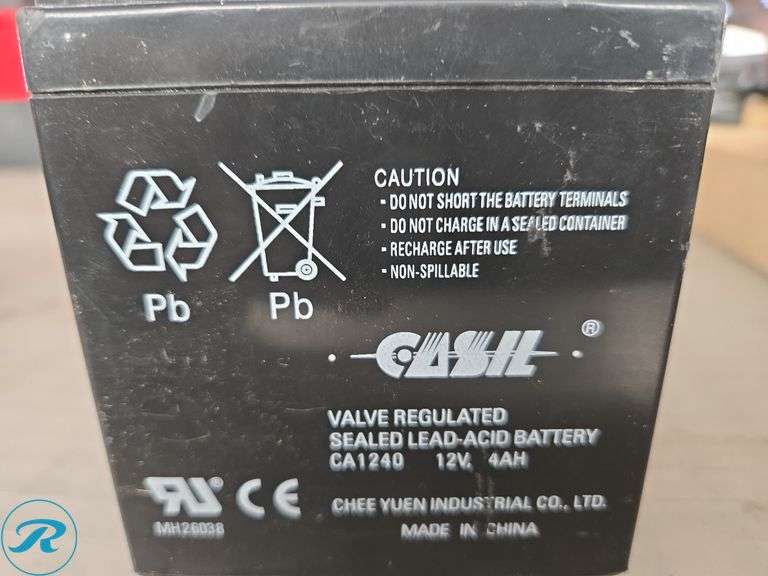 CAUTION
- DO NOT SHORT THE BATTERY TERMINALS
- DO NOT CHARGE IN A SEALED CONTAINER
- RECHARGE AFTER USE
- NON-SPILLABLE
Pb
Pb
CASIL ®
VALVE REGULATED
SEALED LEAD-ACID BATTERY
CA1240 12V, 4AH
RU CE
MH26038
CHEE YUEN INDUSTRIAL CO., LTD.
MADE IN CHINA
R